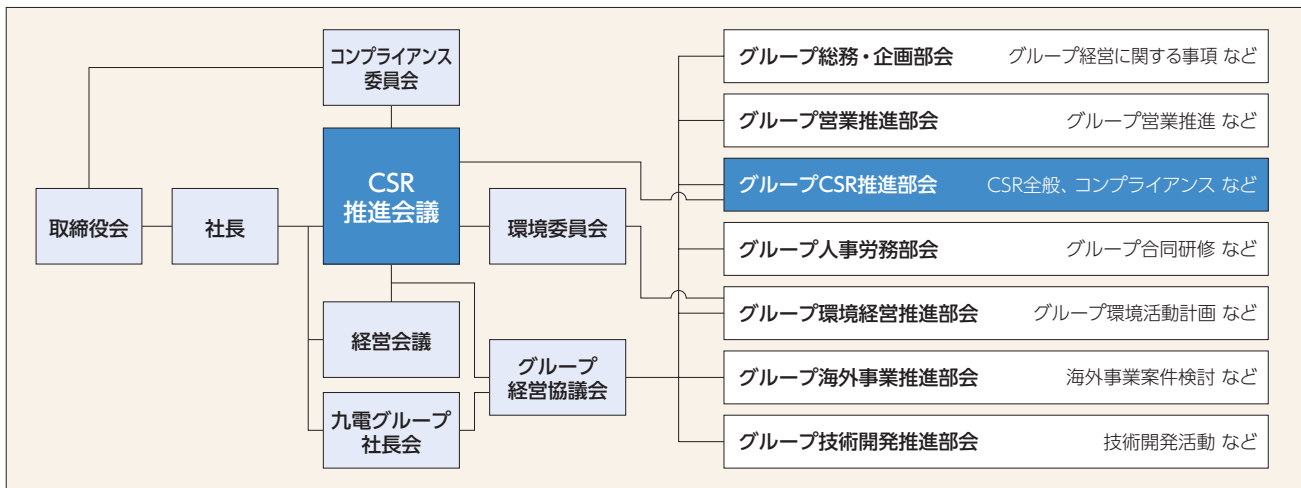 コンプライアンス
委員会
CSR
推進会議
取締役会
社長
環境委員会
経営会議
グループ
経営協議会
九電グループ
社長会
グループ総務・企画部会 グループ経営に関する事項 など
グループ営業推進部会 グループ営業推進 など
グループCSR推進部会 CSR全般、コンプライアンス など
グループ人事労務部会 グループ合同研修 など
グループ環境経営推進部会 グループ環境活動計画 など
グループ海外事業推進部会 海外事業案件検討 など
グループ技術開発推進部会 技術開発活動 など